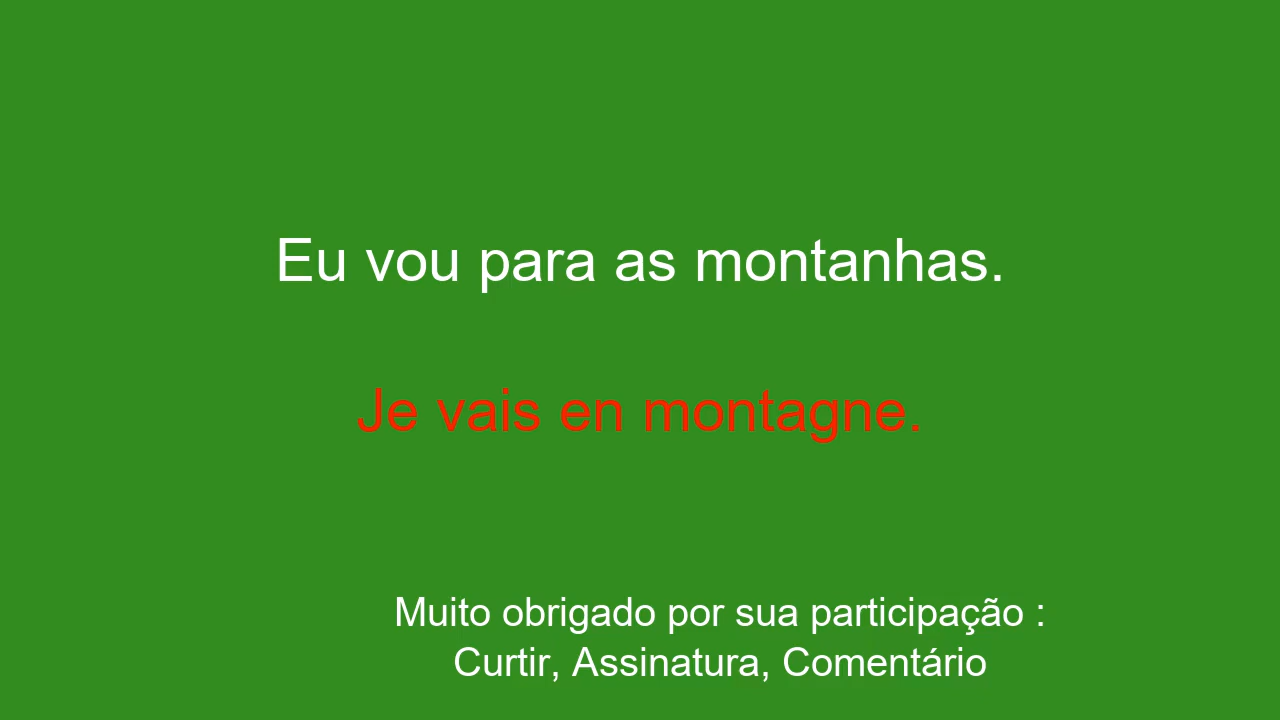 Eu vou para as montanhas.
Je vais en montagne.
Muito obrigado por sua participação :
Curtir, Assinatura, Comentário